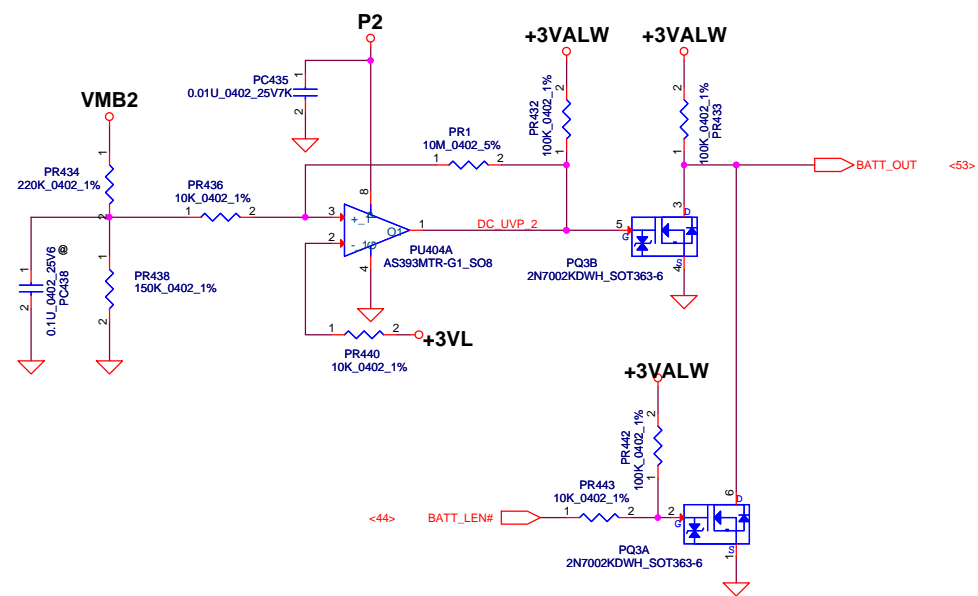 P2
+3VALW
+3VALW
1
PC435
0.01U_0402_25V7K
2
VMB2
2
PR432
100K_0402_1%
1
2
100K_0402_1%
PR433
1
PR1
10M_0402_5%
1
2
BATT_OUT
<53>
1
PR434
220K_0402_1%
2
PR436
10K_0402_1%
1
2
8
3
+
1
DC_UVP_2
5
G
3
D
2
-
O1
PU404A
AS393MTR-G1_SO8
4
S
4
PQ3B
2N7002KDWH_SOT363-6
1
0.1U_0402_25V6
@
PC438
2
1
PR438
150K_0402_1%
2
1
2
+3VL
PR440
10K_0402_1%
+3VALW
2
PR442
100K_0402_1%
1
PR443
10K_0402_1%
<44>
BATT_LEN#
1
2
2
G
6
D
S
1
PQ3A
2N7002KDWH_SOT363-6